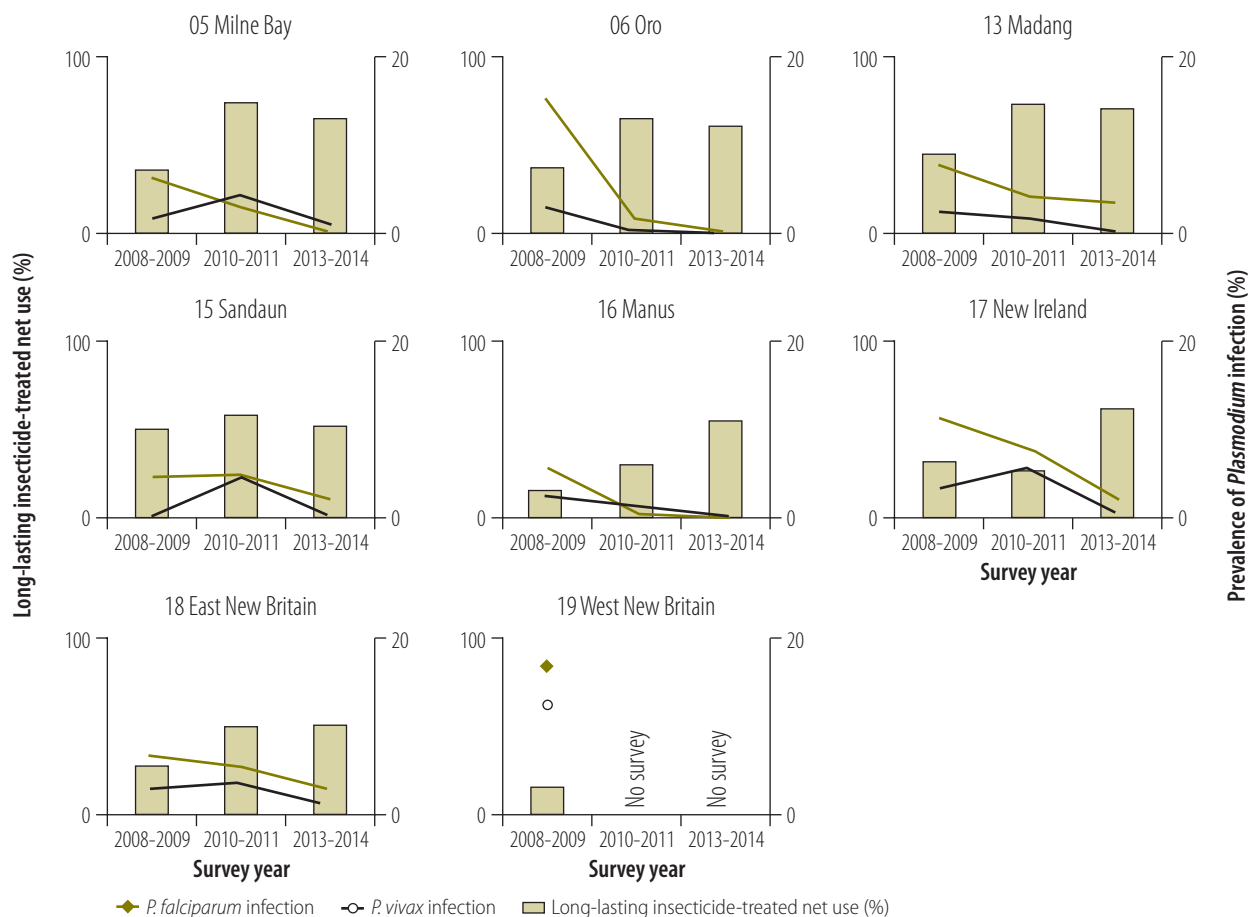 05 Milne Bay
06 Oro
13 Madang
100
20
100
20
100
20
0
0
0
0
0
0
2008-2009 2010-2011 2013-2014
2008-2009 2010-2011 2013-2014
2008-2009 2010-2011 2013-2014
Long-lasting insecticide-treated net use (%)
Prevalence of Plasmodium infection (%)
15 Sandaun
16 Manus
17 New Ireland
100
20
100
20
100
20
0
0
0
0
0
0
2008-2009 2010-2011 2013-2014
2008-2009 2010-2011 2013-2014
2008-2009 2010-2011 2013-2014
Survey year
18 East New Britain
19 West New Britain
100
20
100
20
No survey
No survey
0
0
0
0
2008-2009 2010-2011 2013-2014
2008-2009 2010-2011 2013-2014
Survey year
Survey year
P. falciparum infection
P. vivax infection
Long-lasting insecticide-treated net use (%)